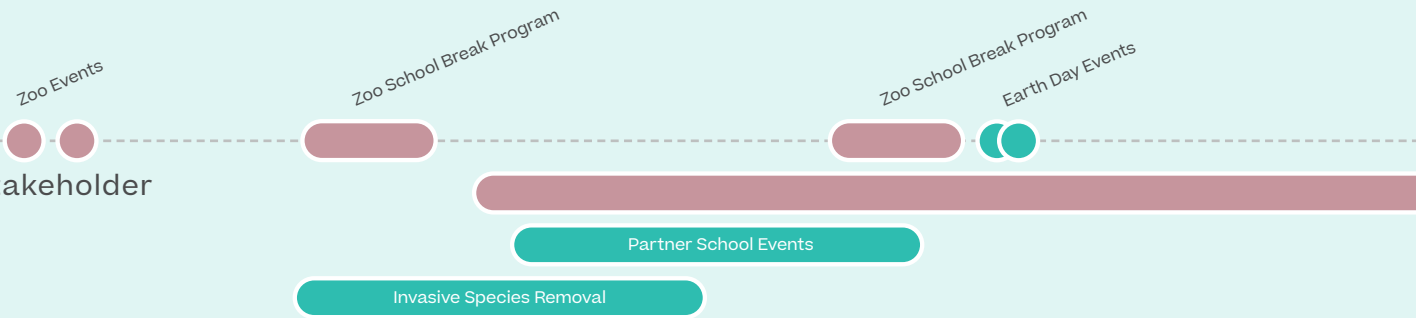 Zoo Events
Zoo School Break Program
Zoo School Break Program
Earth Day Events
takeholder
Partner School Events
Invasive Species Removal